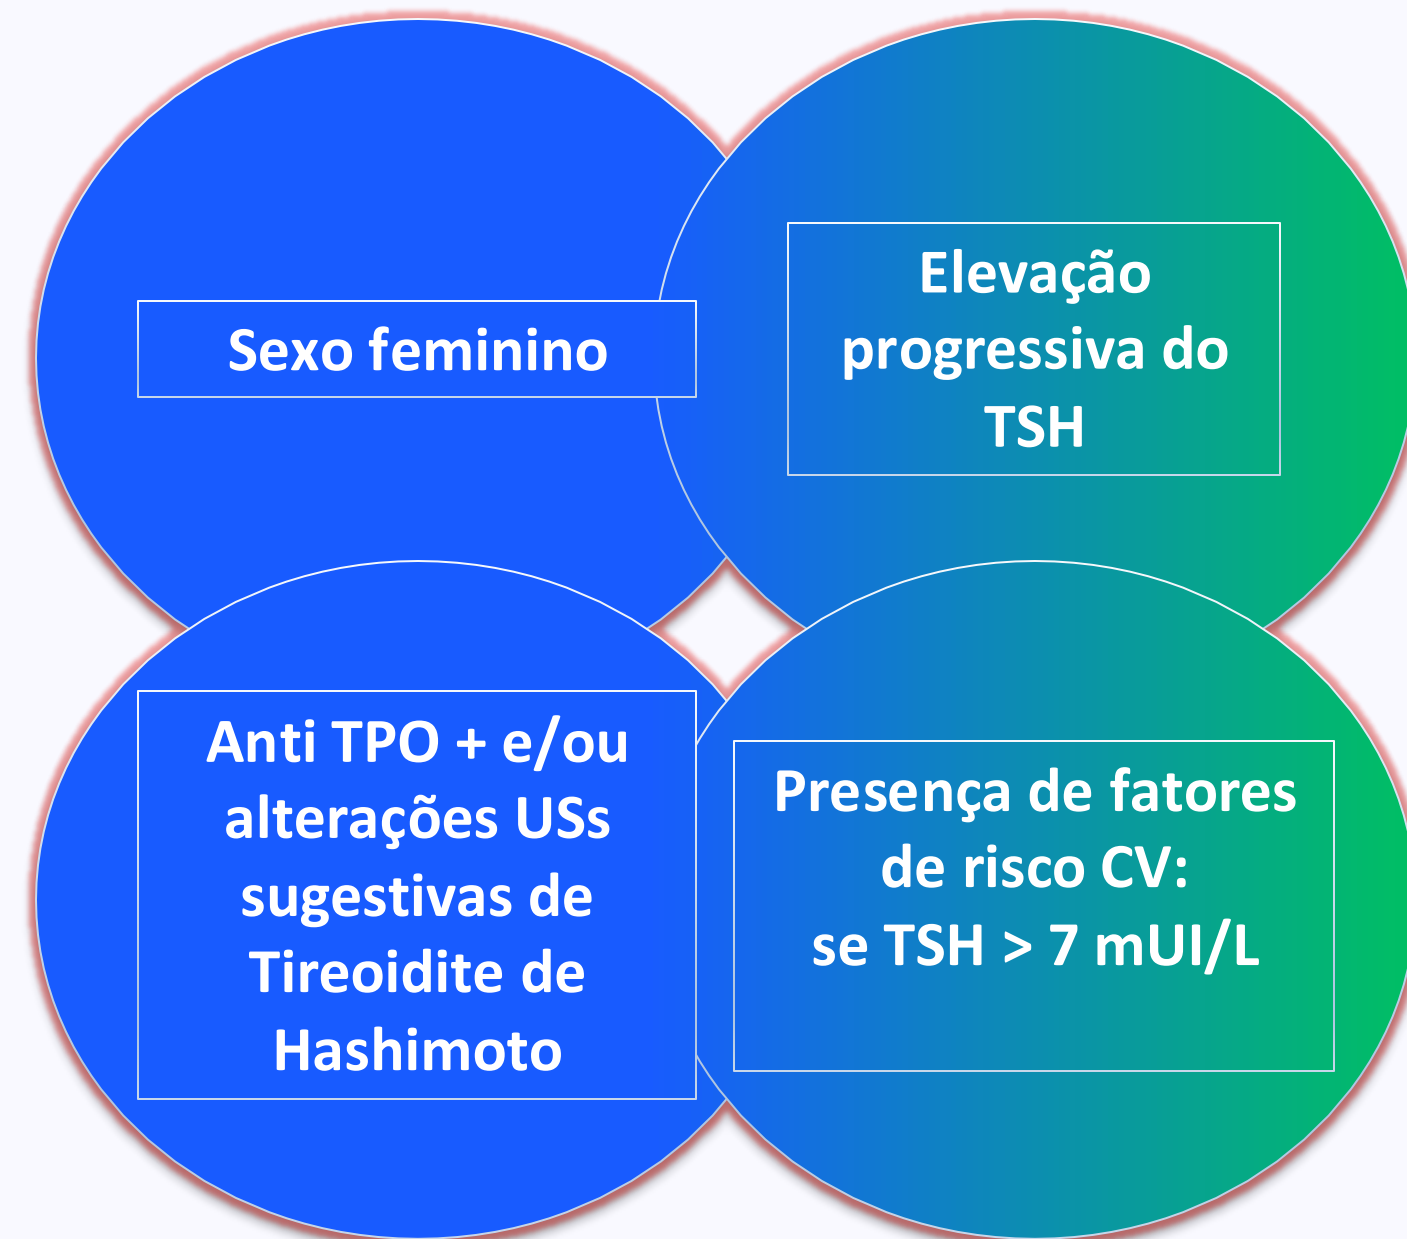 Sexo feminino
Elevação
progressiva do
TSH
Anti TPO + e/ou
alterações USs
sugestivas de
Tireoidite de
Hashimoto
Presença de fatores
de risco CV:
se TSH > 7 mUI/L